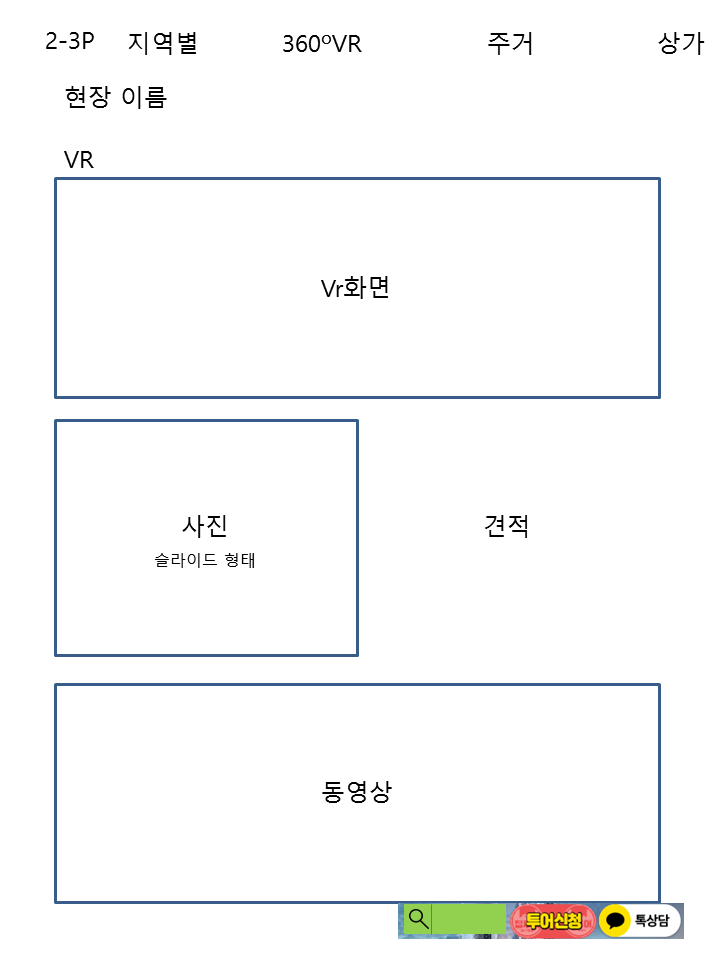 2-3P 지역별 360ºVR 주거 상가
현장 이름
VR
Vr화면
사진 견적
슬라이드 형태
동영상
투어신청 톡상담